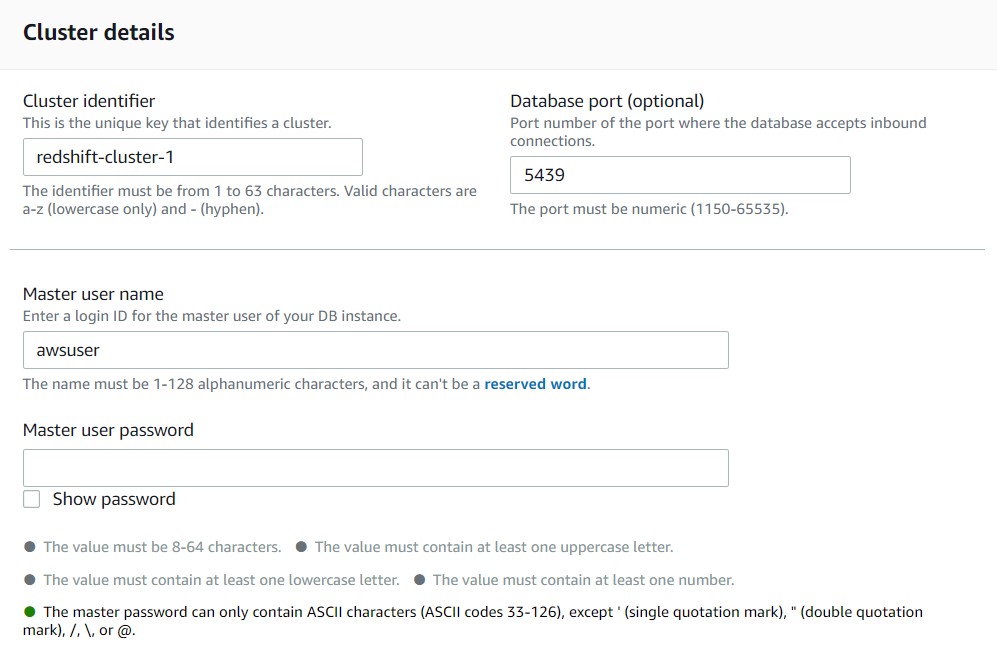 Cluster details
Cluster identifier
This is the unique key that identifies a cluster.
redshift-cluster-1
The identifier must be from 1 to 63 characters. Valid characters are
a-z (lowercase only) and - (hyphen).
Database port (optional)
Port number of the port where the database accepts inbound
connections.
5439
The port must be numeric (1150-65535).
Master user name
Enter a login ID for the master user of your DB instance.
awsuser
The name must be 1-128 alphanumeric characters, and it can't be a reserved word.
Master user password
Show password
The value must be 8-64 characters. ● The value must contain at least one uppercase letter.
The value must contain at least one lowercase letter. ● The value must contain at least one number.
The master password can only contain ASCII characters (ASCII codes 33-126), except ' (single quotation mark), " (double quotation
mark), /, \, or @.